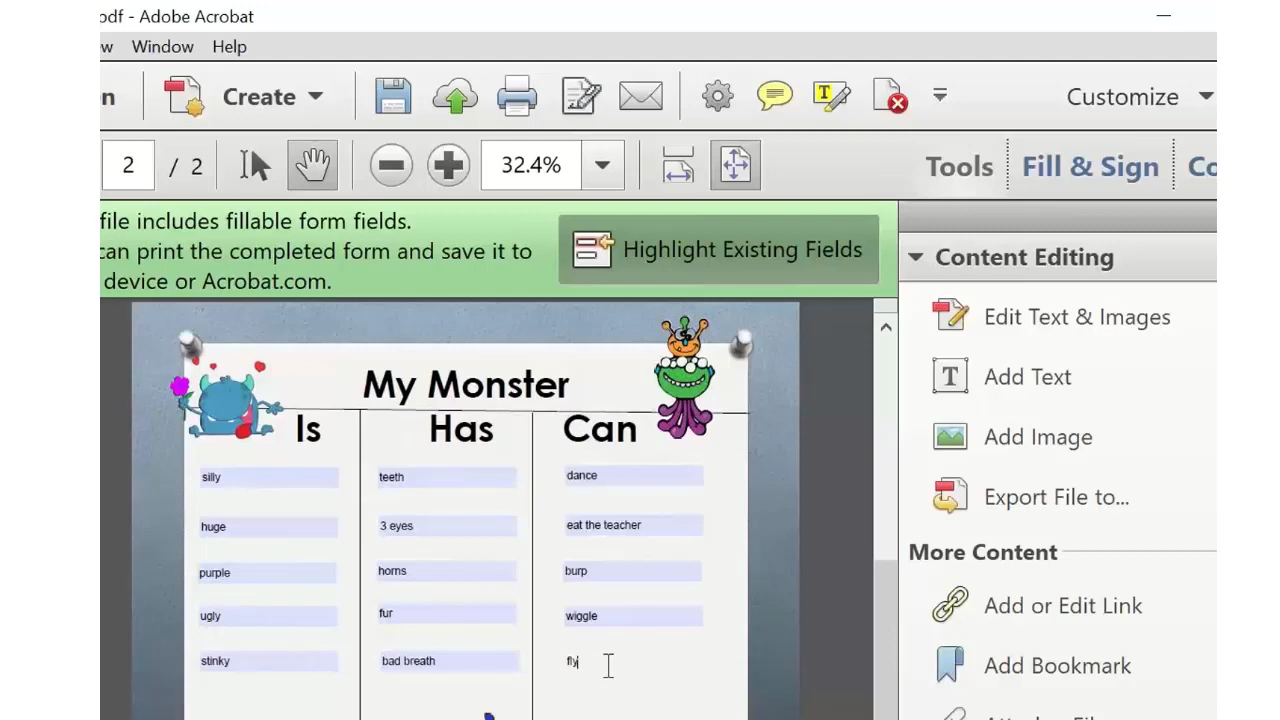 odf - Adobe Acrobat
ew Window Help
n Create Customize
2 / 2 32.4% Tools Fill & Sign Co
file includes fillable form fields.
can print the completed form and save it to
device or Acrobat.com.
Highlight Existing Fields
Content Editing
Edit Text & Images
T Add Text
Add Image
Export File to...
More Content
Add or Edit Link
Add Bookmark
My Monster
Is Has Can
silly teeth dance
huge 3 eyes eat the teacher
purple horns burp
ugly fur wiggle
stinky bad breath fly